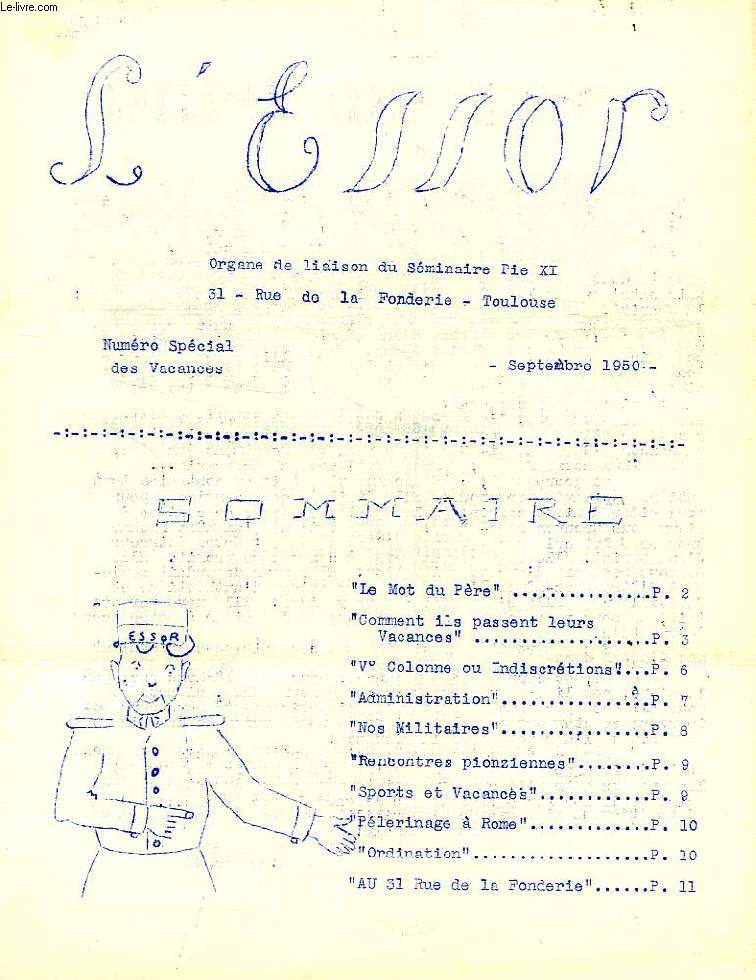 Le-livre.com
L'Essor
Organe de liaison du Séminaire Pie XI
31 - Rue de la Fonderie - Toulouse
Numéro Spécial
des Vacances
- Septembre 1950 -
SOMMAIRE
"Le Mot du Père" ...............P. 2
"Comment ils passent leurs
Vacances" ...................P. 3
"V° Colonne ou Indiscrétions"...P. 6
"Administration"................P. 7
"Nos Militaires"................P. 8
"Rencontres pionziennes"........P. 9
"Sports et Vacances"............P. 9
"Pélerinage à Rome".............P. 10
"Ordination"...................P. 10
"AU 31 Rue de la Fonderie"......P. 11
ESSOR